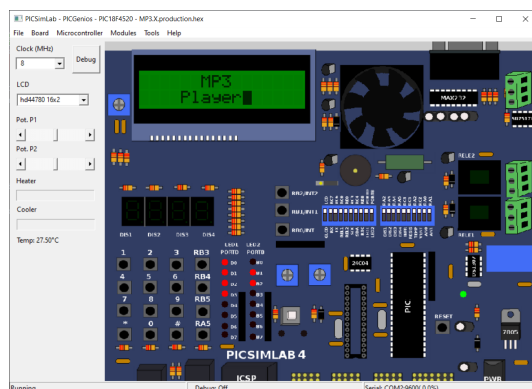 PICSimLab - PICGenios - PIC18F4520 - MP3.X.production.hex
File Board Microcontroller Modules Tools Help
Clock (MHz)
8
Debug
LCD
hd44780 16x2
Pot. P1
Pot. P2
Heater
Cooler
Temp: 27.50°C
MP3
Player
MAX232
RELE2
RELE1
RB2/INT2
RB1/INT1
RB0/INT
DIS1 DIS2 DIS3 DIS4
LED1 LED2
PORTD PORTB
1 2 3 RB3
4 5 6 RB4
7 8 9 RB5
* 0 # RA5
24C04
PIC
RESET
7805
PICSIMLAB 4
ICSP
PWR
Running
Debug: Off
Serial: COM2:9600( 0.0%)